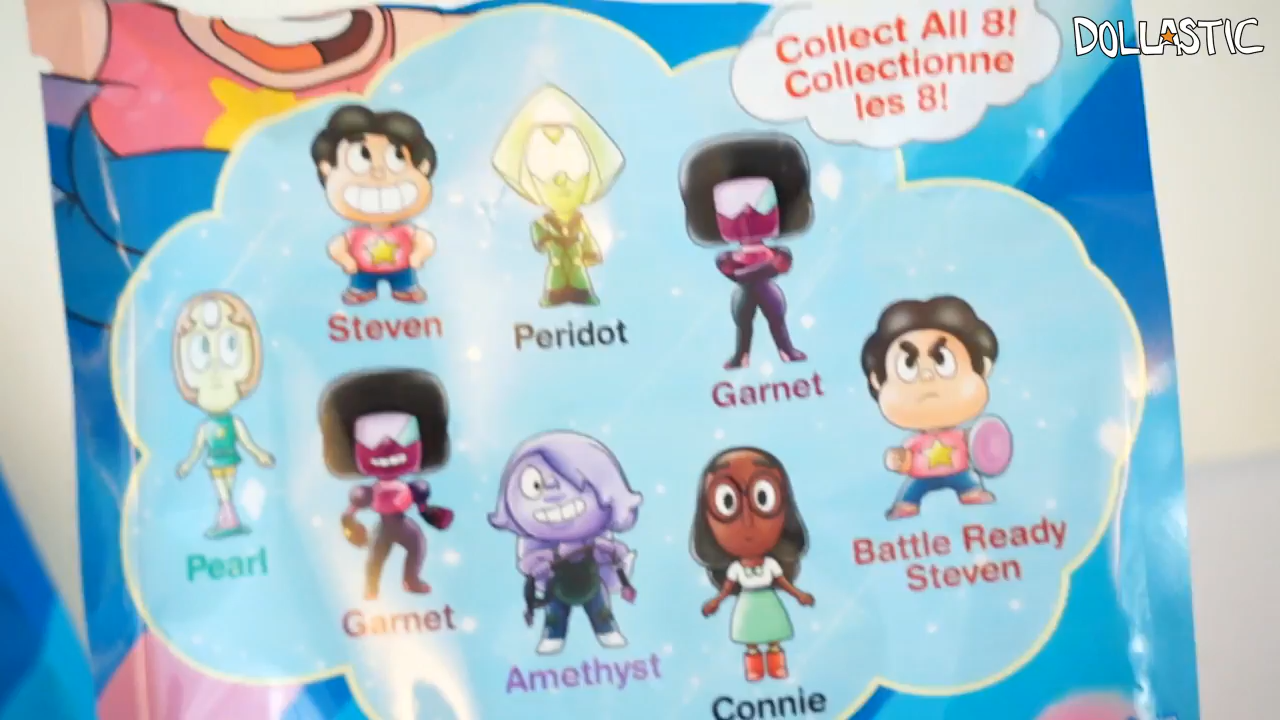 DOLLASTIC
Collect All 8!
Collectionne
les 8!
Steven
Peridot
Garnet
Pearl
Garnet
Amethyst
Connie
Battle Ready
Steven